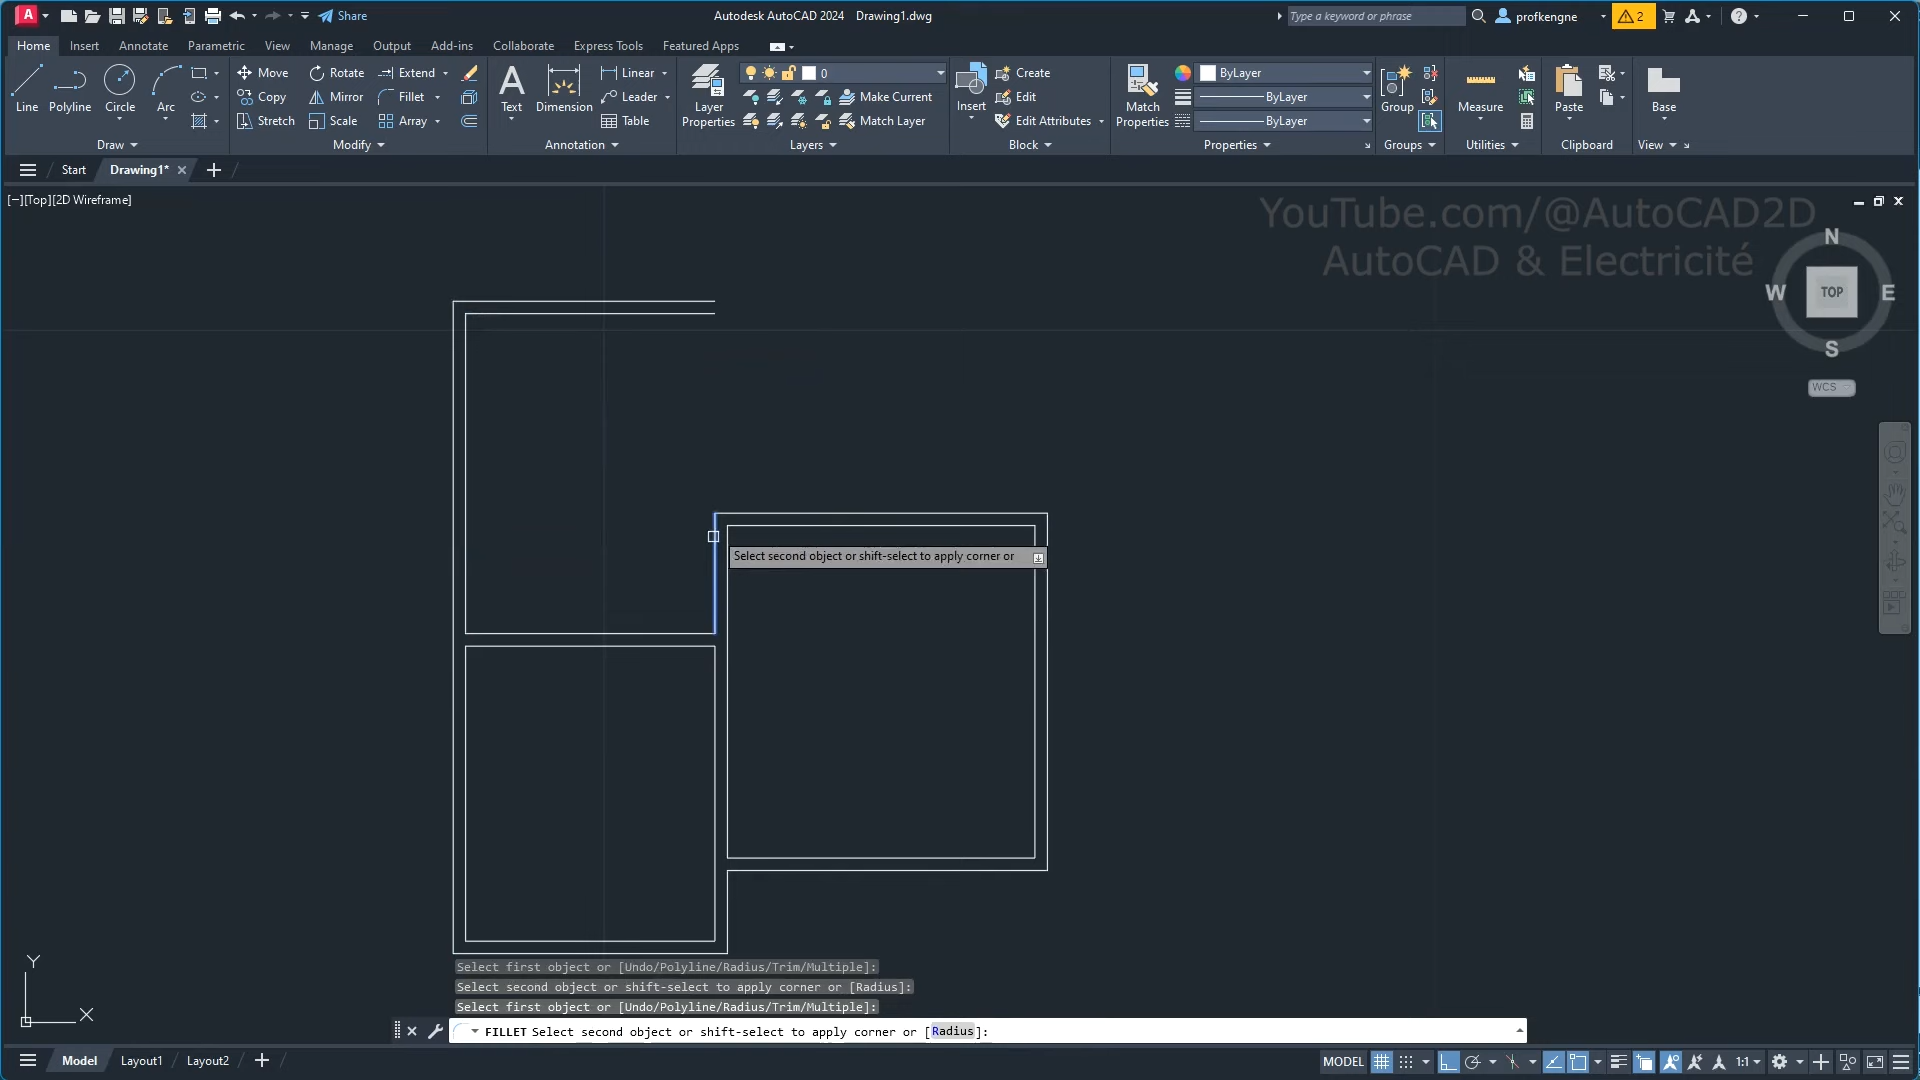 A Share Autodesk AutoCAD 2024 Drawing1.dwg Type a keyword or phrase profkengne 2
Home Insert Annotate Parametric View Manage Output Add-ins Collaborate Express Tools Featured Apps
Move Rotate Extend Linear 0 Create ByLayer
Copy Mirror Fillet Leader Make Current Edit ByLayer
Line Polyline Circle Arc Text Dimension Layer Properties Insert Match Properties Group Measure Paste Base
Stretch Scale Array Table Match Layer Edit Attributes ByLayer
Draw Modify Annotation Layers Block Properties Groups Utilities Clipboard View
Start Drawing1* +
[−][Top][2D Wireframe]
YouTube.com/@AutoCAD2D
AutoCAD & Electricité
N
W TOP E
S
WCS
Select second object or shift-select to apply corner or
Y
X
Select first object or [Undo/Polyline/Radius/Trim/Multiple]:
Select second object or shift-select to apply corner or [Radius]:
Select first object or [Undo/Polyline/Radius/Trim/Multiple]:
FILLET Select second object or shift-select to apply corner or [Radius]:
Model Layout1 Layout2 + MODEL 1:1